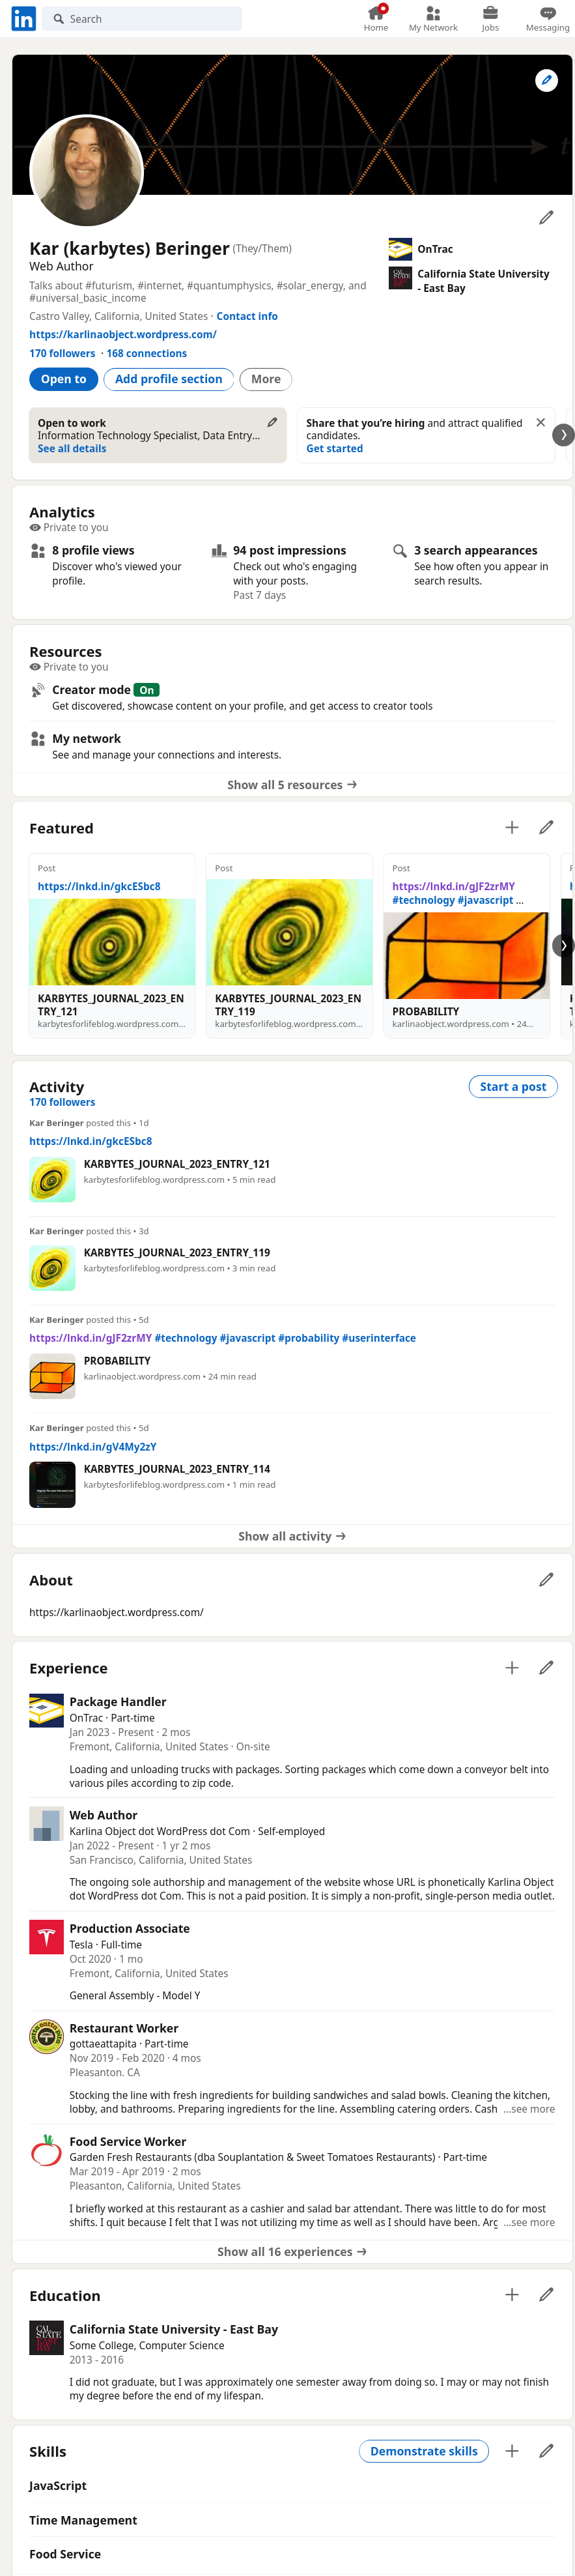 in
Search
Home
My Network
Jobs
Messaging
t
Kar (karbytes) Beringer (They/Them)
Web Author
Talks about #futurism, #internet, #quantumphysics, #solar_energy, and
#universal_basic_income
Castro Valley, California, United States · Contact info
https://karlinaobject.wordpress.com/
170 followers · 168 connections
OnTrac
California State University
- East Bay
Open to
Add profile section
More
Open to work
Information Technology Specialist, Data Entry...
See all details
Share that you're hiring and attract qualified
candidates.
Get started
Analytics
Private to you
8 profile views
Discover who's viewed your
profile.
94 post impressions
Check out who's engaging
with your posts.
Past 7 days
3 search appearances
See how often you appear in
search results.
Resources
Private to you
Creator mode On
Get discovered, showcase content on your profile, and get access to creator tools
My network
See and manage your connections and interests.
Show all 5 resources →
Featured
Post
https://lnkd.in/gkcESbc8
KARBYTES_JOURNAL_2023_EN
TRY_121
karbytesforlifeblog.wordpress.com...
Post
KARBYTES_JOURNAL_2023_EN
TRY_119
karbytesforlifeblog.wordpress.com...
Post
https://lnkd.in/gJF2zrMY
#technology #javascript ...
PROBABILITY
karlinaobject.wordpress.com • 24...
Activity
170 followers
Start a post
Kar Beringer posted this • 1d
https://lnkd.in/gkcESbc8
KARBYTES_JOURNAL_2023_ENTRY_121
karbytesforlifeblog.wordpress.com • 5 min read
Kar Beringer posted this • 3d
KARBYTES_JOURNAL_2023_ENTRY_119
karbytesforlifeblog.wordpress.com • 3 min read
Kar Beringer posted this • 5d
https://lnkd.in/gJF2zrMY #technology #javascript #probability #userinterface
PROBABILITY
karlinaobject.wordpress.com • 24 min read
Kar Beringer posted this • 5d
https://lnkd.in/gV4My2zY
KARBYTES_JOURNAL_2023_ENTRY_114
karbytesforlifeblog.wordpress.com • 1 min read
Show all activity →
About
https://karlinaobject.wordpress.com/
Experience
Package Handler
OnTrac · Part-time
Jan 2023 - Present · 2 mos
Fremont, California, United States · On-site
Loading and unloading trucks with packages. Sorting packages which come down a conveyor belt into
various piles according to zip code.
Web Author
Karlina Object dot WordPress dot Com · Self-employed
Jan 2022 - Present · 1 yr 2 mos
San Francisco, California, United States
The ongoing sole authorship and management of the website whose URL is phonetically Karlina Object
dot WordPress dot Com. This is not a paid position. It is simply a non-profit, single-person media outlet.
Production Associate
Tesla · Full-time
Oct 2020 · 1 mo
Fremont, California, United States
General Assembly - Model Y
Restaurant Worker
gottaeattapita · Part-time
Nov 2019 - Feb 2020 · 4 mos
Pleasanton. CA
Stocking the line with fresh ingredients for building sandwiches and salad bowls. Cleaning the kitchen,
lobby, and bathrooms. Preparing ingredients for the line. Assembling catering orders. Cash ...see more
Food Service Worker
Garden Fresh Restaurants (dba Souplantation & Sweet Tomatoes Restaurants) · Part-time
Mar 2019 - Apr 2019 · 2 mos
Pleasanton, California, United States
I briefly worked at this restaurant as a cashier and salad bar attendant. There was little to do for most
shifts. I quit because I felt that I was not utilizing my time as well as I should have been. Arg ...see more
Show all 16 experiences →
Education
CAL STATE EAST BAY
California State University - East Bay
Some College, Computer Science
2013 - 2016
I did not graduate, but I was approximately one semester away from doing so. I may or may not finish
my degree before the end of my lifespan.
Skills
Demonstrate skills
JavaScript
Time Management
Food Service